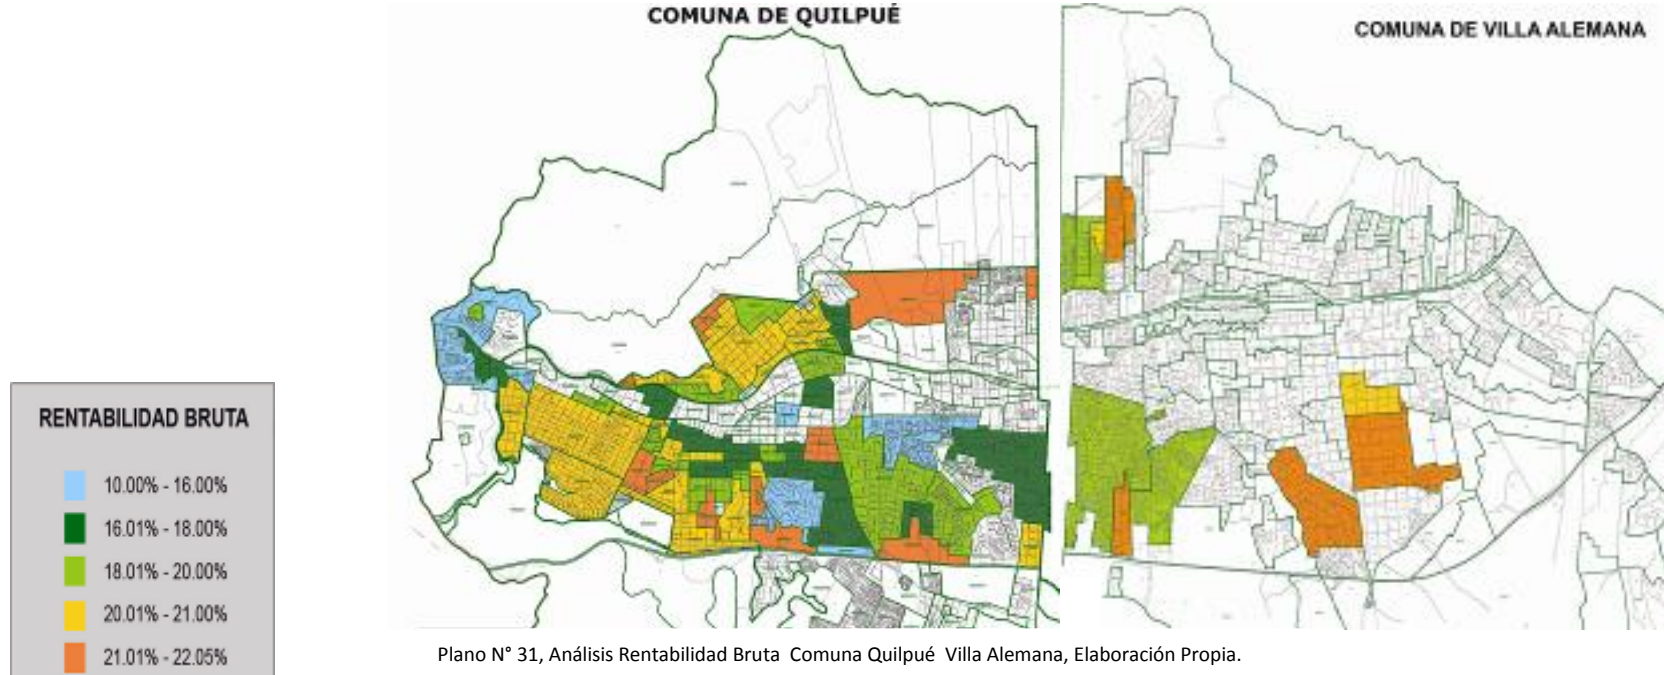 COMUNA DE QUILPUÉ
COMUNA DE VILLA ALEMANA
RENTABILIDAD BRUTA
10.00% - 16.00%
16.01% - 18.00%
18.01% - 20.00%
20.01% - 21.00%
21.01% - 22.05%
Plano N° 31, Análisis Rentabilidad Bruta Comuna Quilpué Villa Alemana, Elaboración Propia.